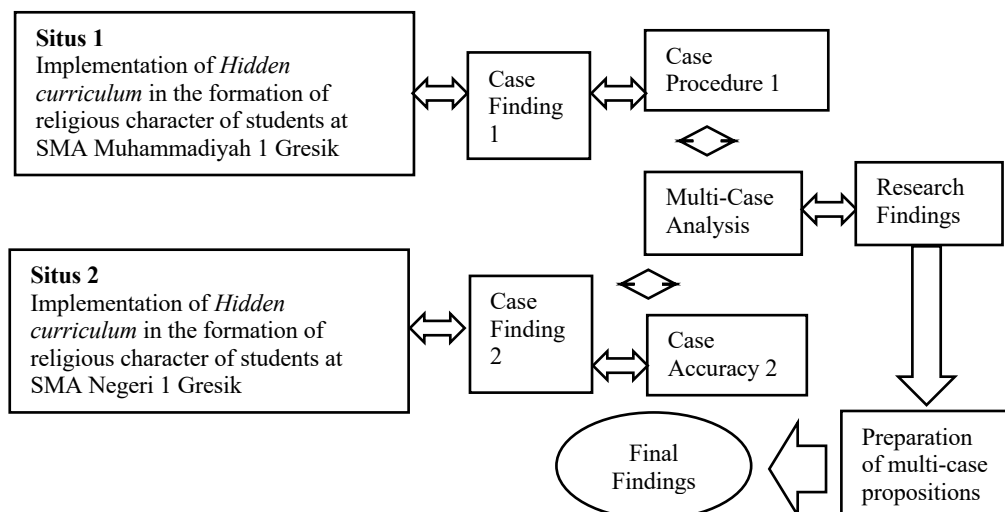 Situs 1
Implementation of Hidden
curriculum in the formation of
religious character of students at
SMA Muhammadiyah 1 Gresik
Case
Finding
1
Case
Procedure 1
Multi-Case
Analysis
Research
Findings
Situs 2
Implementation of Hidden
curriculum in the formation of
religious character of students at
SMA Negeri 1 Gresik
Case
Finding
2
Case
Accuracy 2
Final
Findings
Preparation
of multi-case
propositions